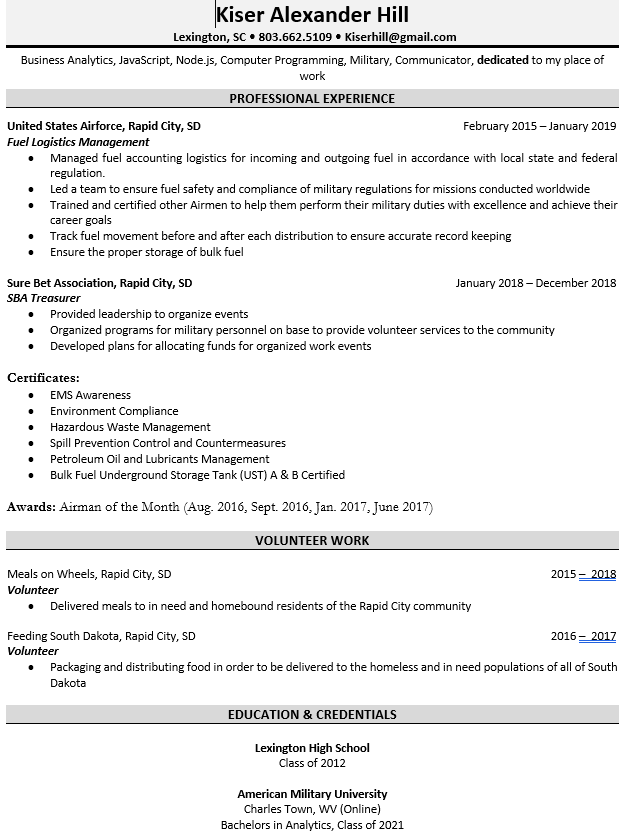 Kiser Alexander Hill
Lexington, SC • 803.662.5109 • Kiserhill@gmail.com
Business Analytics, JavaScript, Node.js, Computer Programming, Military, Communicator, dedicated to my place of
work
PROFESSIONAL EXPERIENCE
United States Airforce, Rapid City, SD February 2015 – January 2019
Fuel Logistics Management
• Managed fuel accounting logistics for incoming and outgoing fuel in accordance with local state and federal
regulation.
• Led a team to ensure fuel safety and compliance of military regulations for missions conducted worldwide
• Trained and certified other Airmen to help them perform their military duties with excellence and achieve their
career goals
• Track fuel movement before and after each distribution to ensure accurate record keeping
• Ensure the proper storage of bulk fuel
Sure Bet Association, Rapid City, SD January 2018 – December 2018
SBA Treasurer
• Provided leadership to organize events
• Organized programs for military personnel on base to provide volunteer services to the community
• Developed plans for allocating funds for organized work events
Certificates:
• EMS Awareness
• Environment Compliance
• Hazardous Waste Management
• Spill Prevention Control and Countermeasures
• Petroleum Oil and Lubricants Management
• Bulk Fuel Underground Storage Tank (UST) A & B Certified
Awards: Airman of the Month (Aug. 2016, Sept. 2016, Jan. 2017, June 2017)
VOLUNTEER WORK
Meals on Wheels, Rapid City, SD 2015 – 2018
Volunteer
• Delivered meals to in need and homebound residents of the Rapid City community
Feeding South Dakota, Rapid City, SD 2016 – 2017
Volunteer
• Packaging and distributing food in order to be delivered to the homeless and in need populations of all of South
Dakota
EDUCATION & CREDENTIALS
Lexington High School
Class of 2012
American Military University
Charles Town, WV (Online)
Bachelors in Analytics, Class of 2021